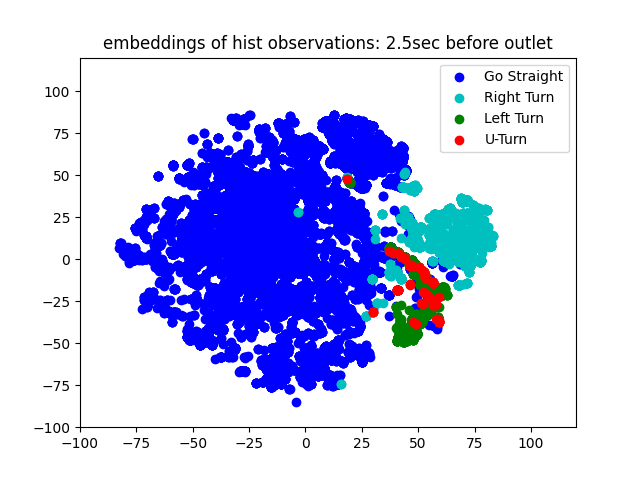 embeddings of hist observations: 2.5sec before outlet
Go Straight
Right Turn
Left Turn
U-Turn
100
75
50
25
0
−25
−50
−75
−100
−100 −75 −50 −25 0 25 50 75 100